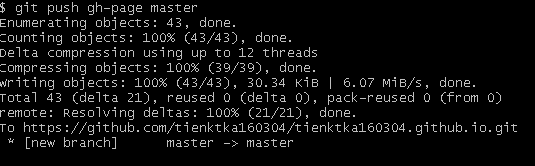 $ git push gh-page master
Enumerating objects: 43, done.
Counting objects: 100% (43/43), done.
Delta compression using up to 12 threads
Compressing objects: 100% (39/39), done.
Writing objects: 100% (43/43), 30.34 KiB | 6.07 MiB/s, done.
Total 43 (delta 21), reused 0 (delta 0), pack-reused 0 (from 0)
remote: Resolving deltas: 100% (21/21), done.
To https://github.com/tienktka160304/tienktka160304.github.io.git
 * [new branch]      master -> master